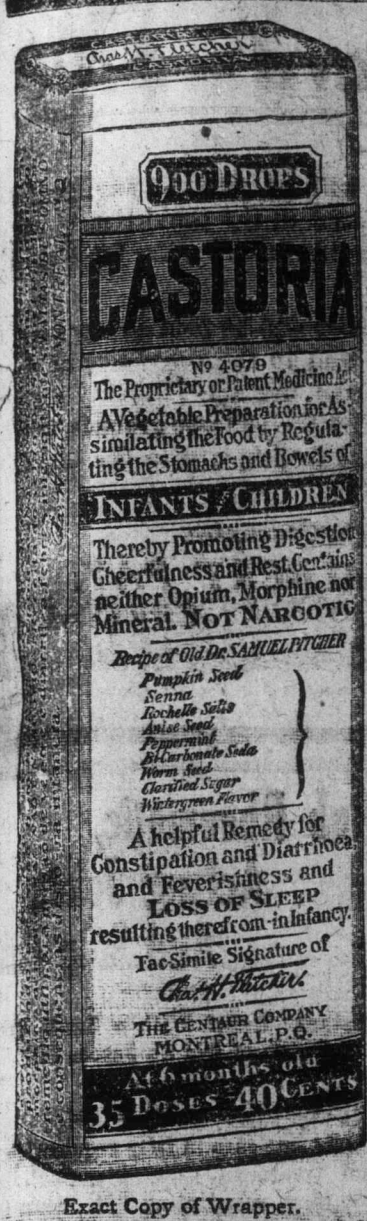 Chas. H. Fletcher
900 DROPS
CASTORIA
No 4079
The Proprietary or Patent Medicine Act
A Vegetable Preparation for As-
similating the Food by Regula-
ting the Stomachs and Bowels of
INFANTS / CHILDREN
Thereby Promoting Digestion
Cheerfulness and Rest. Contains
neither Opium, Morphine nor
Mineral. NOT NARCOTIC
Recipe of Old Dr. SAMUEL PITCHER
Pumpkin Seed
Senna
Rochelle Salts
Anise Seed
Peppermint
Bi-Carbonate Soda
Worm Seed
Clarified Sugar
Wintergreen Flavor
A helpful Remedy for
Constipation and Diarrhoea,
and Feverishness and
LOSS OF SLEEP
resulting therefrom-in Infancy.
Fac-Simile Signature of
Chas. H. Fletcher.
THE CENTAUR COMPANY
MONTREAL, P.Q.
At 6 months old
35 DOSES - 40 CENTS
Exact Copy of Wrapper.